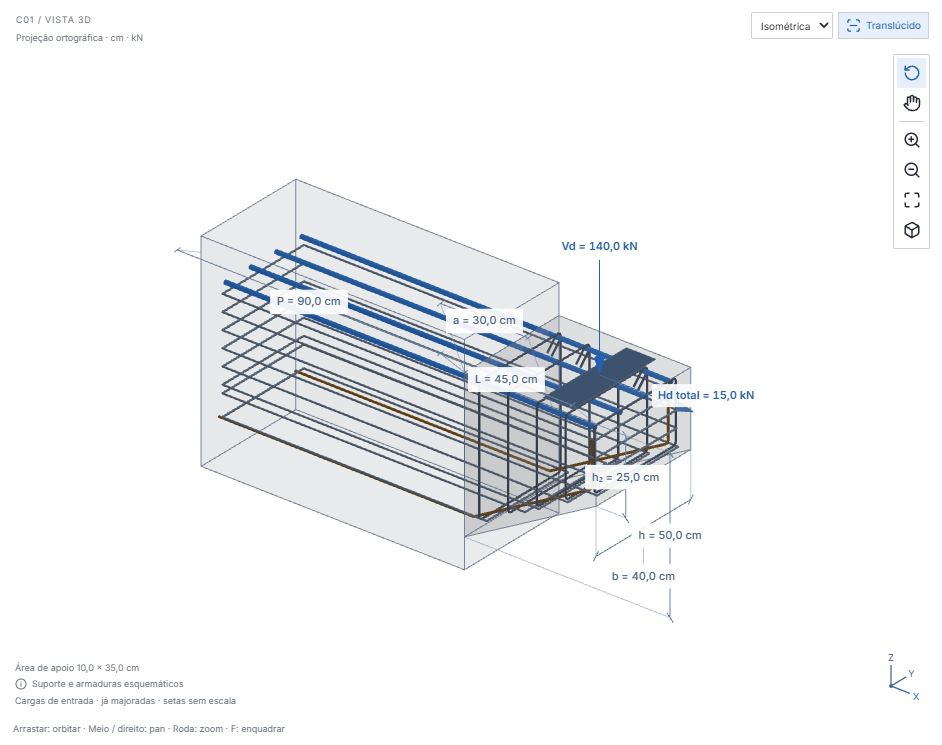 C01 / VISTA 3D
Projeção ortográfica · cm · kN
Isométrica
Translúcido
Vd = 140,0 kN
P = 90,0 cm
a = 30,0 cm
L = 45,0 cm
Hd total = 15,0 kN
h₂ = 25,0 cm
h = 50,0 cm
b = 40,0 cm
Área de apoio 10,0 × 35,0 cm
Suporte e armaduras esquemáticos
Cargas de entrada · já majoradas · setas sem escala
Arrastar: orbitar · Meio / direito: pan · Roda: zoom · F: enquadrar
Z
Y
X